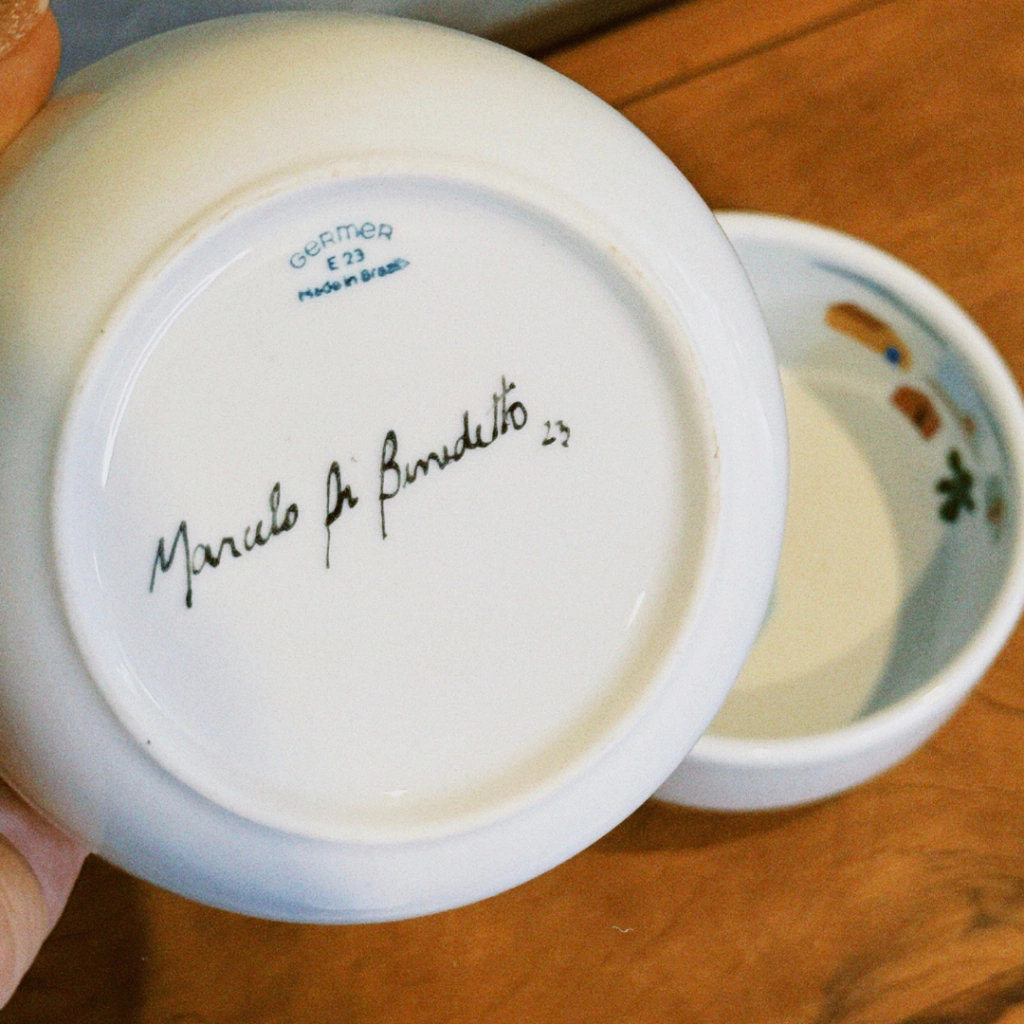 GERMER
E 23
Made in Brazil
Marcelo Di Benedetto 23